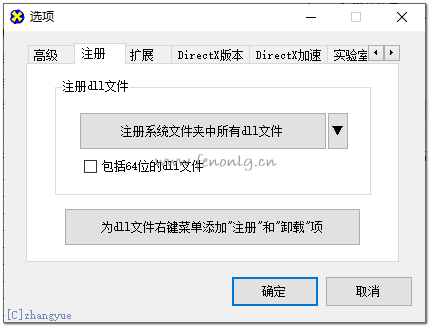 选项
高级 注册 扩展 DirectX版本 DirectX加速 实验室
注册dll文件
注册系统文件夹中所有dll文件
包括64位的dll文件
www.fenonlg.cn
为dll文件右键菜单添加"注册"和"卸载"项
确定 取消
[C]zhangyue